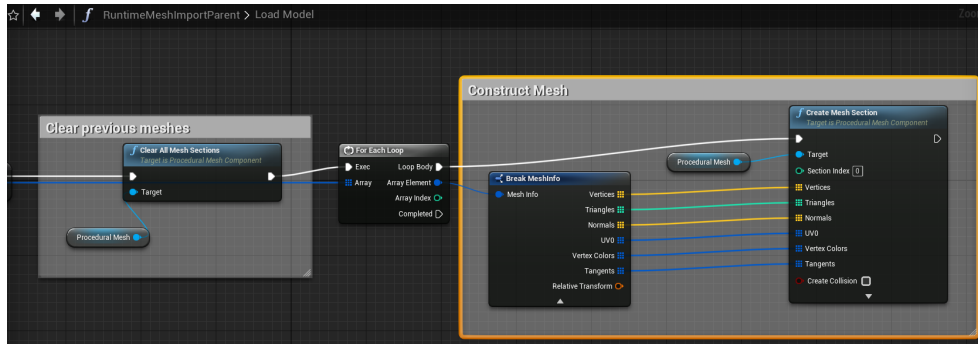 RuntimeMeshImportParent > Load Model
Zoo
Clear previous meshes
Clear All Mesh Sections
Target is Procedural Mesh Component
Target
Procedural Mesh
For Each Loop
Exec
Loop Body
Array
Array Element
Array Index
Completed
Construct Mesh
Break MeshInfo
Mesh Info
Vertices
Triangles
Normals
UV0
Vertex Colors
Tangents
Relative Transform
Procedural Mesh
Create Mesh Section
Target is Procedural Mesh Component
Target
Section Index 0
Vertices
Triangles
Normals
UV0
Vertex Colors
Tangents
Create Collision